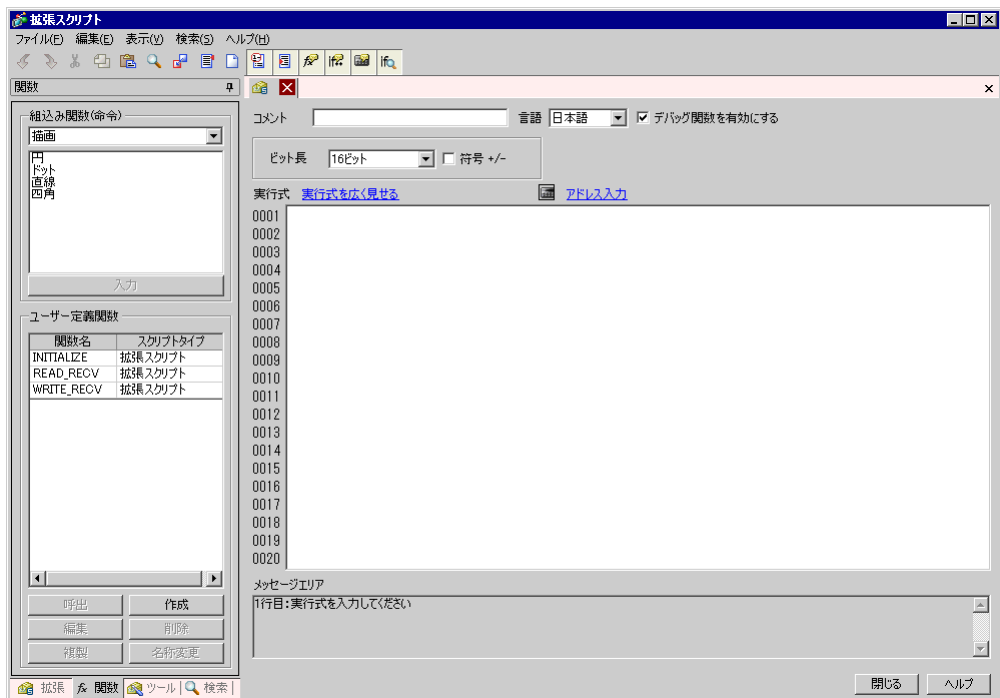 拡張スクリプト
ファイル(F) 編集(E) 表示(V) 検索(S) ヘルプ(H)
関数
組込み関数(命令)
描画
円
ドット
直線
四角
入力
ユーザー定義関数
関数名 スクリプトタイプ
INITIALIZE 拡張スクリプト
READ_RECV 拡張スクリプト
WRITE_RECV 拡張スクリプト
呼出 作成
編集 削除
複製 名称変更
拡張 fx 関数 ツール 検索
コメント 言語 日本語 デバッグ関数を有効にする
ビット長 16ビット 符号 +/-
実行式 実行式を広く見せる アドレス入力
0001
0002
0003
0004
0005
0006
0007
0008
0009
0010
0011
0012
0013
0014
0015
0016
0017
0018
0019
0020
メッセージエリア
1行目:実行式を入力してください
閉じる ヘルプ